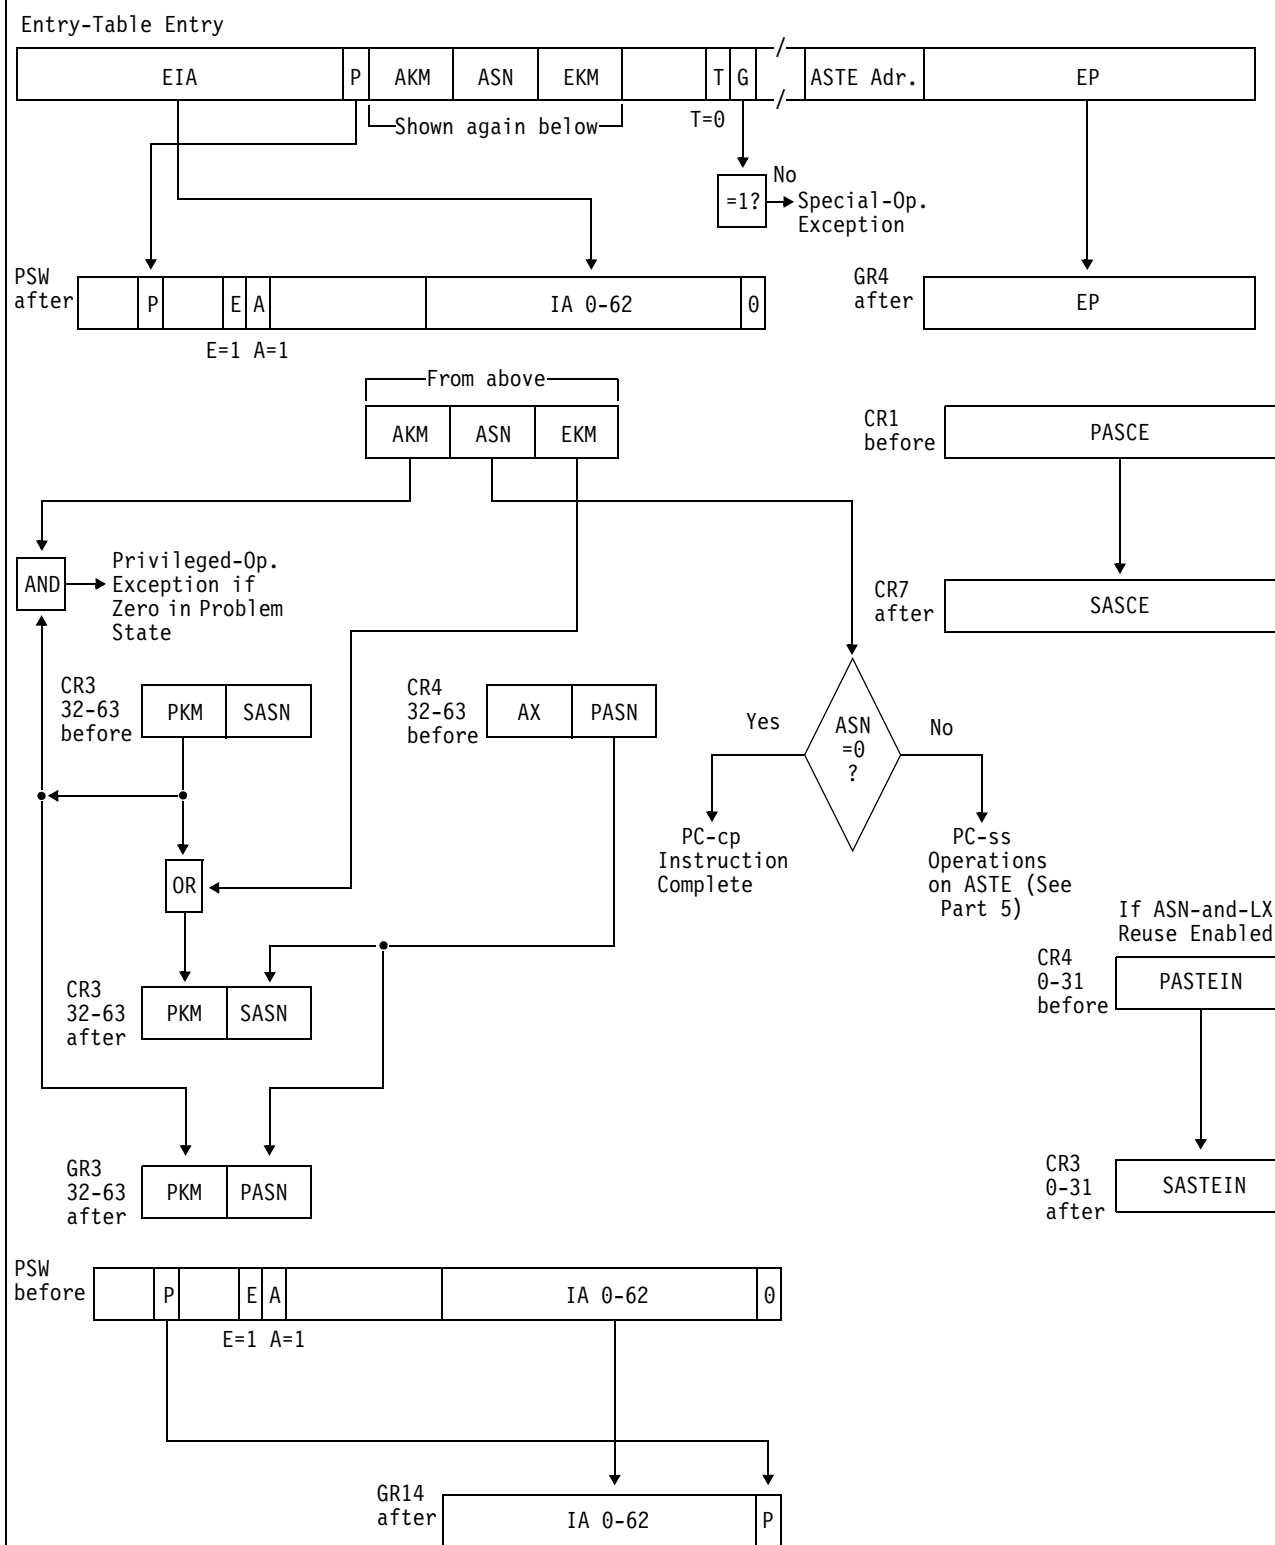 Entry-Table Entry
EIA P AKM ASN EKM T G / / ASTE Adr. EP
Shown again below T=0
=1? No
Special-Op.
Exception
PSW
after
P E A IA 0-62 0
E=1 A=1
GR4
after
EP
From above
AKM ASN EKM
CR1
before
PASCE
AND
Privileged-Op.
Exception if
Zero in Problem
State
CR7
after
SASCE
CR3
32-63
before
PKM SASN
CR4
32-63
before
AX PASN
Yes
ASN
=0
?
No
PC-cp
Instruction
Complete
PC-ss
Operations
on ASTE (See
Part 5)
OR
If ASN-and-LX
Reuse Enabled
CR4
0-31
before
PASTEIN
CR3
32-63
after
PKM SASN
GR3
32-63
after
PKM PASN
CR3
0-31
after
SASTEIN
PSW
before
P E A IA 0-62 0
E=1 A=1
GR14
after
IA 0-62 P